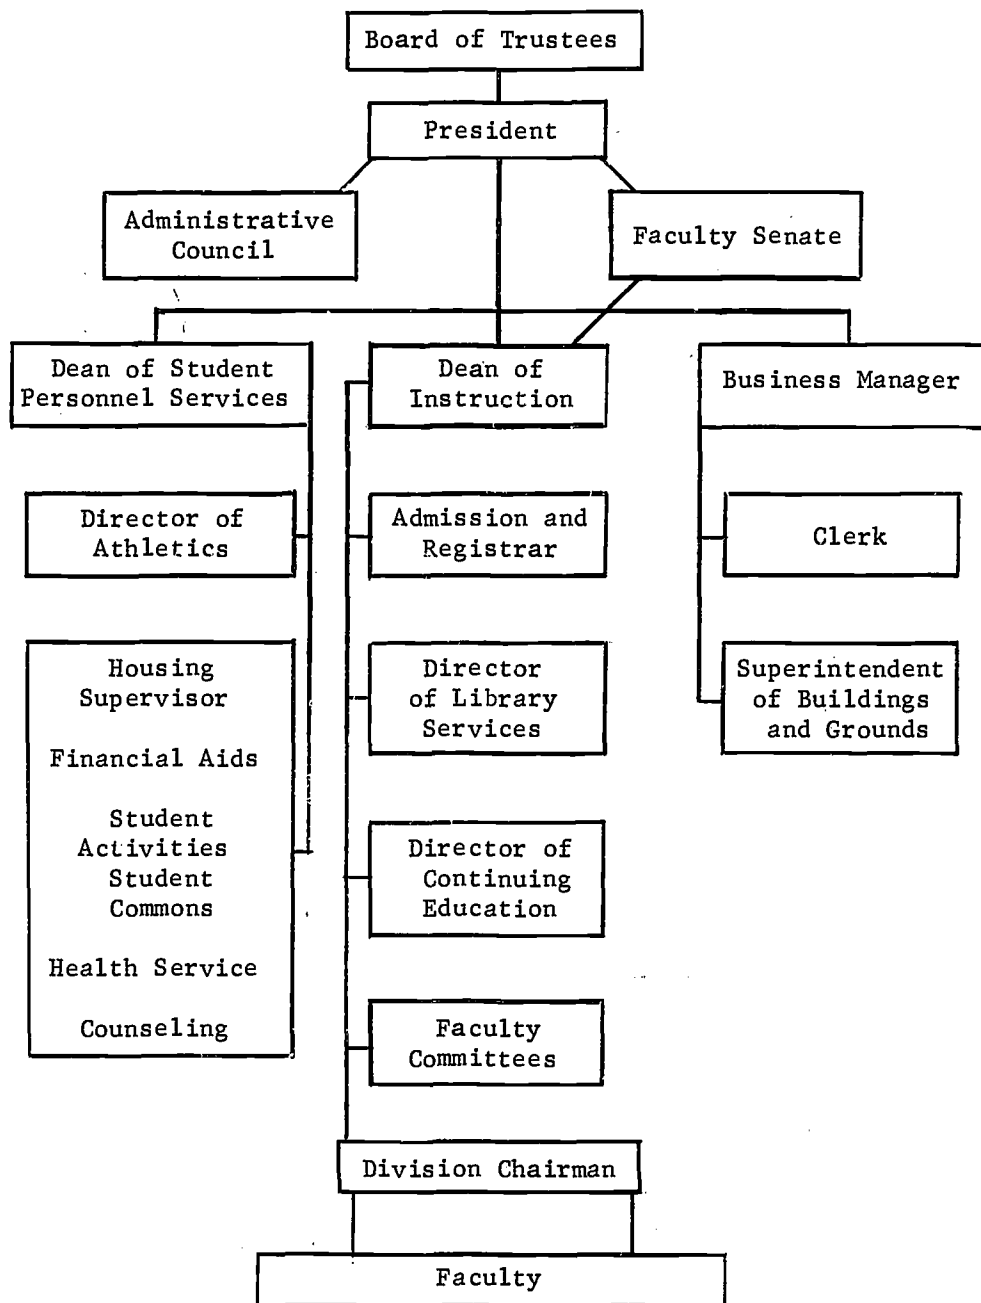 Board of Trustees
President
Administrative
Council
Faculty Senate
Dean of Student
Personnel Services
Dean of
Instruction
Business Manager
Director of
Athletics
Admission and
Registrar
Clerk
Housing
Supervisor
Financial Aids
Student
Activities
Student
Commons
Health Service
Counseling
Director
of Library
Services
Superintendent
of Buildings
and Grounds
Director of
Continuing
Education
Faculty
Committees
Division Chairman
Faculty